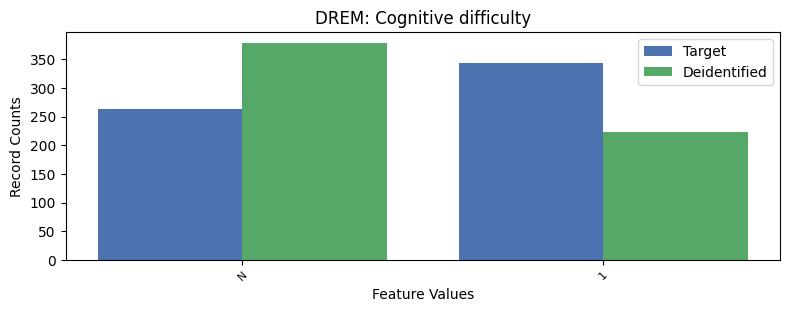 DREM: Cognitive difficulty
Target
Deidentified
350
300
250
200
150
100
50
0
Record Counts
N
1
Feature Values